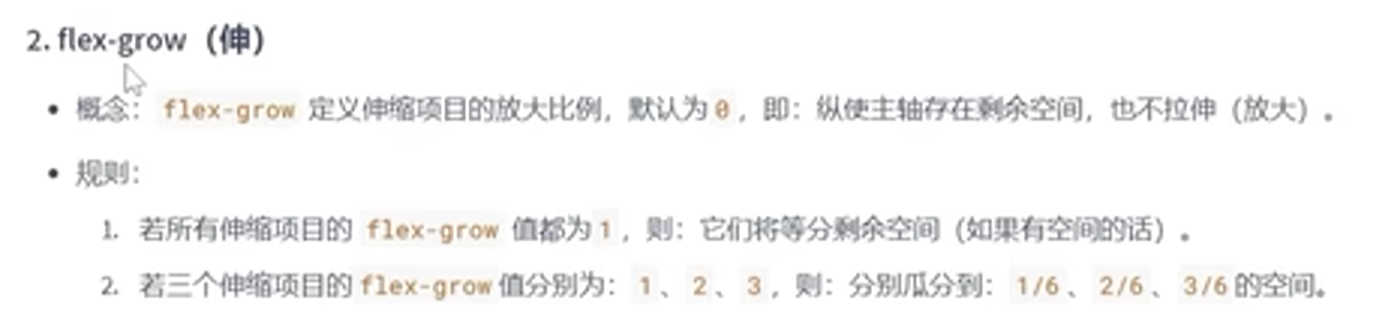 2. flex-grow（伸）
• 概念： flex-grow 定义伸缩项目的放大比例，默认为 0 ，即：纵使主轴存在剩余空间，也不拉伸（放大）。
• 规则：
1. 若所有伸缩项目的 flex-grow 值都为 1 ，则：它们将等分剩余空间（如果有空间的话）。
2. 若三个伸缩项目的 flex-grow 值分别为： 1 、 2 、 3 ，则：分别瓜分到： 1/6 、 2/6 、 3/6 的空间。